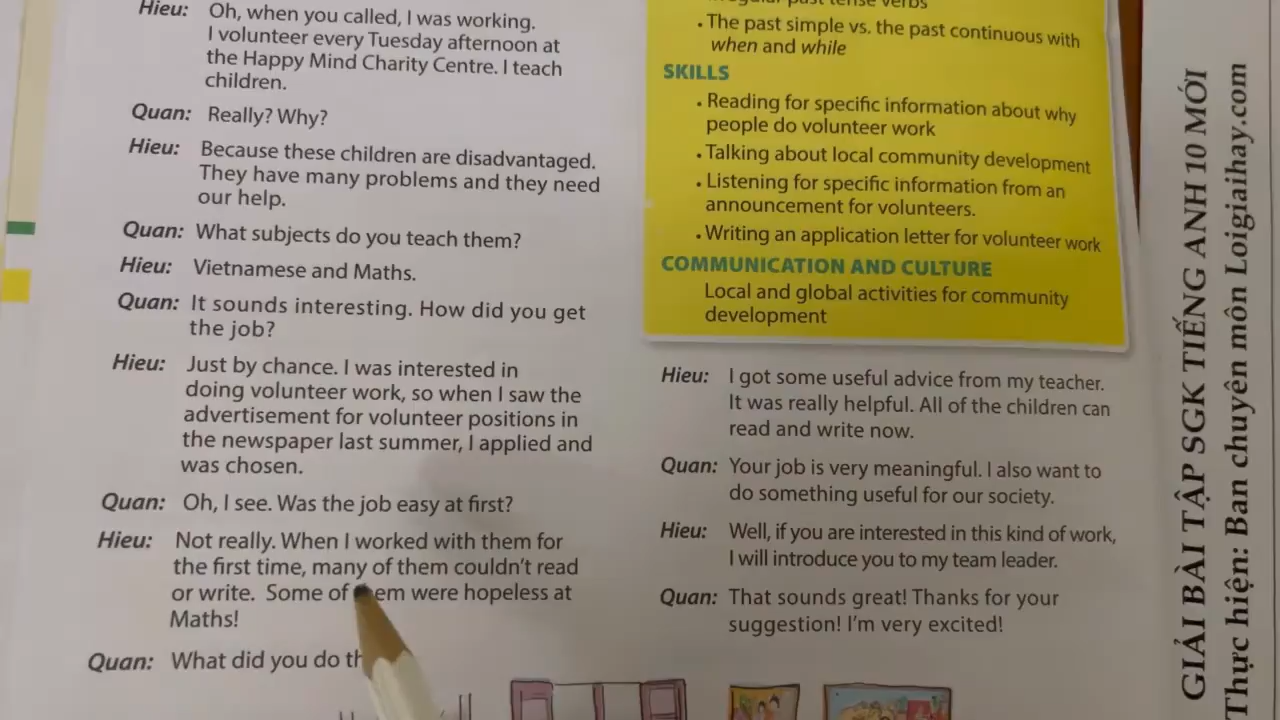 Hieu: Oh, when you called, I was working.
I volunteer every Tuesday afternoon at
the Happy Mind Charity Centre. I teach
children.
Quan: Really? Why?
Hieu: Because these children are disadvantaged.
They have many problems and they need
our help.
Quan: What subjects do you teach them?
Hieu: Vietnamese and Maths.
Quan: It sounds interesting. How did you get
the job?
Hieu: Just by chance. I was interested in
doing volunteer work, so when I saw the
advertisement for volunteer positions in
the newspaper last summer, I applied and
was chosen.
Quan: Oh, I see. Was the job easy at first?
Hieu: Not really. When I worked with them for
the first time, many of them couldn't read
or write. Some of them were hopeless at
Maths!
Quan: What did you do
past tense verbs
• The past simple vs. the past continuous with
when and while
SKILLS
• Reading for specific information about why
people do volunteer work
• Talking about local community development
• Listening for specific information from an
announcement for volunteers.
• Writing an application letter for volunteer work
COMMUNICATION AND CULTURE
Local and global activities for community
development
Hieu: I got some useful advice from my teacher.
It was really helpful. All of the children can
read and write now.
Quan: Your job is very meaningful. I also want to
do something useful for our society.
Hieu: Well, if you are interested in this kind of work,
I will introduce you to my team leader.
Quan: That sounds great! Thanks for your
suggestion! I'm very excited!
GIẢI BÀI TẬP SGK TIẾNG ANH 10 MỚI
Thực hiện: Ban chuyên môn Loigiaihay.com